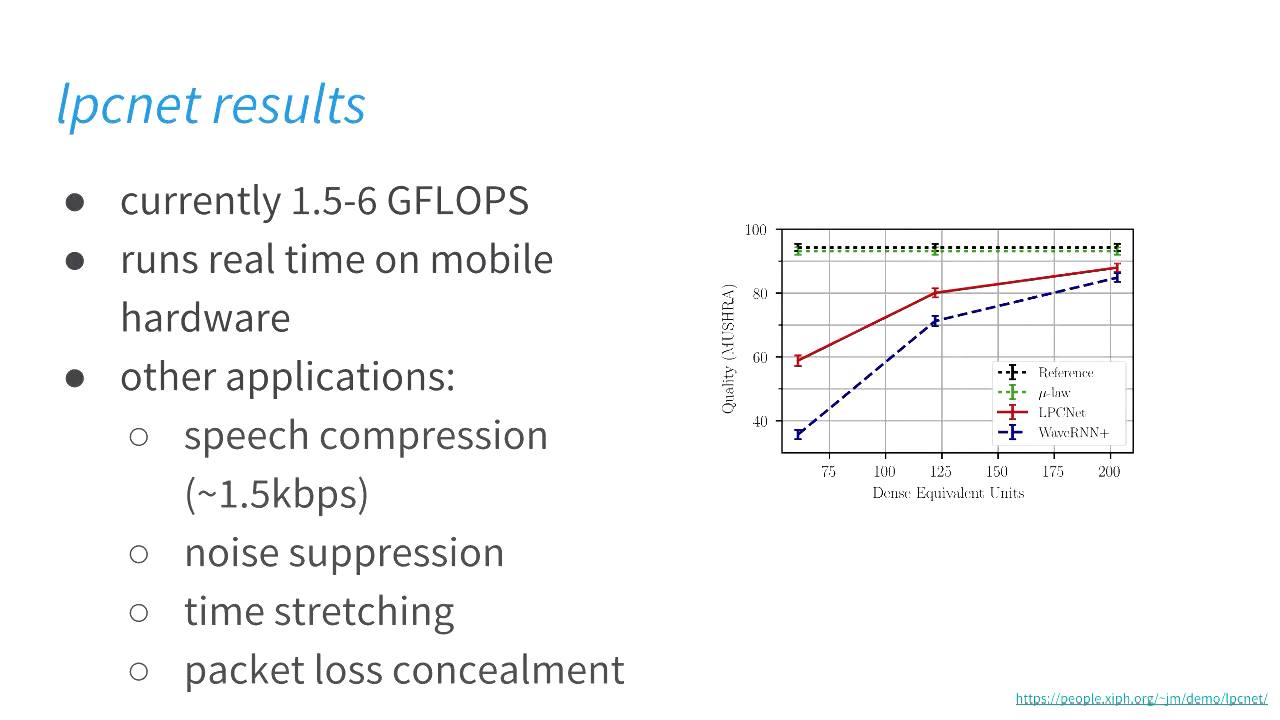 lpcnet results
● currently 1.5-6 GFLOPS
● runs real time on mobile
hardware
● other applications:
○ speech compression
(~1.5kbps)
○ noise suppression
○ time stretching
○ packet loss concealment
100
80
60
40
Quality (MUSHRA)
Reference
μ-law
LPCNet
WaveRNN+
75 100 125 150 175 200
Dense Equivalent Units
https://people.xiph.org/~jm/demo/lpcnet/